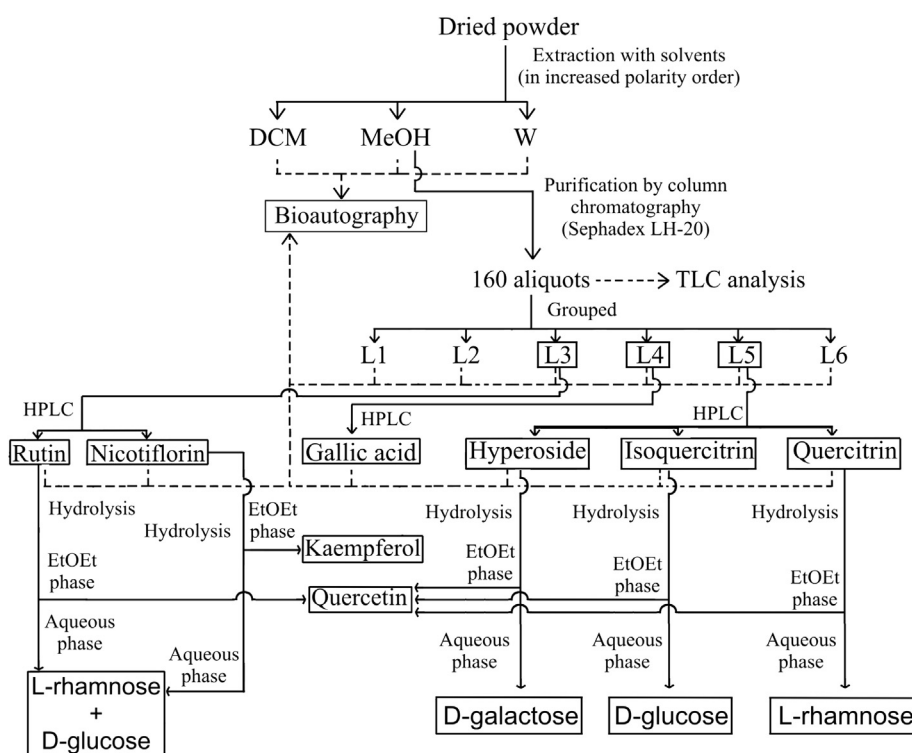 Dried powder
Extraction with solvents
(in increased polarity order)
DCM
MeOH
W
Purification by column
chromatography
(Sephadex LH-20)
Bioautography
160 aliquots
TLC analysis
Grouped
L1
L2
L3
L4
L5
L6
HPLC
HPLC
HPLC
Rutin
Nicotiflorin
Gallic acid
Hyperoside
Isoquercitrin
Quercitrin
Hydrolysis
Hydrolysis
EtOEt
phase
Hydrolysis
Hydrolysis
Hydrolysis
Kaempferol
EtOEt
phase
EtOEt
phase
EtOEt
phase
EtOEt
phase
Quercetin
Aqueous
phase
Aqueous
phase
Aqueous
phase
Aqueous
phase
Aqueous
phase
L-rhamnose
+
D-glucose
D-galactose
D-glucose
L-rhamnose